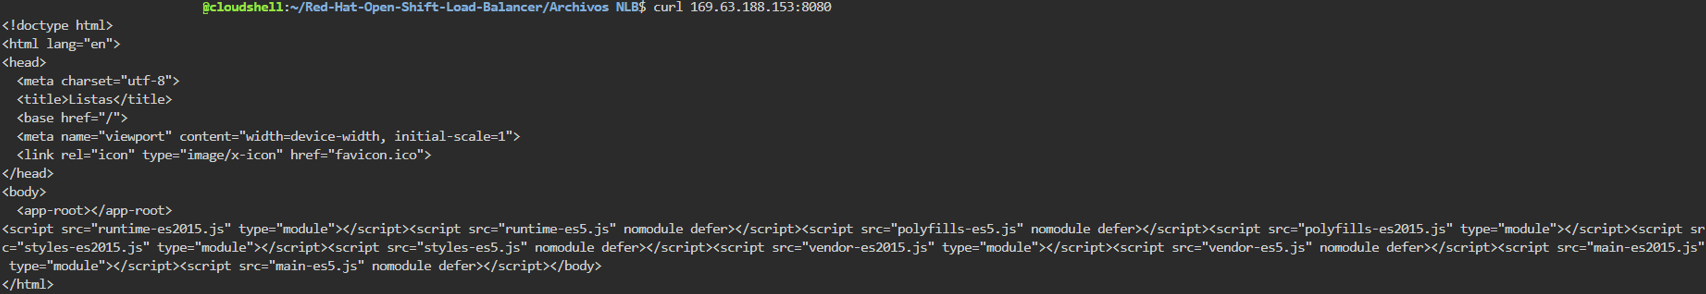 @cloudshell:~/Red-Hat-Open-Shift-Load-Balancer/Archivos NLB$ curl 169.63.188.153:8080
<!doctype html>
<html lang="en">
<head>
  <meta charset="utf-8">
  <title>Listas</title>
  <base href="/">
  <meta name="viewport" content="width=device-width, initial-scale=1">
  <link rel="icon" type="image/x-icon" href="favicon.ico">
</head>
<body>
  <app-root></app-root>
<script src="runtime-es2015.js" type="module"></script><script src="runtime-es5.js" nomodule defer></script><script src="polyfills-es5.js" nomodule defer></script><script src="polyfills-es2015.js" type="module"></script><script sr
c="styles-es2015.js" type="module"></script><script src="styles-es5.js" nomodule defer></script><script src="vendor-es2015.js" type="module"></script><script src="vendor-es5.js" nomodule defer></script><script src="main-es2015.js"
 type="module"></script><script src="main-es5.js" nomodule defer></script></body>
</html>